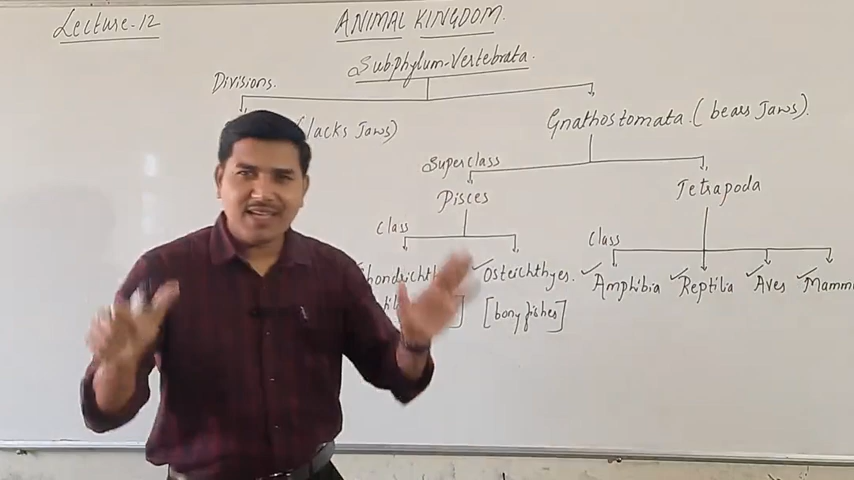 Lecture-12
ANIMAL KINGDOM.
Subphylum-Vertebrata.
Divisions.
(lacks Jaws)
Gnathostomata. (bears Jaws).
Superclass
Pisces
Tetrapoda
Class
Class
Osteichthyes.
Amphibia
Reptilia
Aves
[bony fishes]